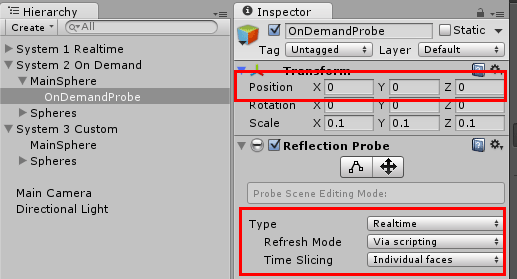 Hierarchy
Create
All
System 1 Realtime
System 2 On Demand
MainSphere
OnDemandProbe
Spheres
System 3 Custom
MainSphere
Spheres
Main Camera
Directional Light
Inspector
OnDemandProbe Static
Tag Untagged Layer Default
Transform
Position X 0 Y 0 Z 0
Rotation X 0 Y 0 Z 0
Scale X 0.1 Y 0.1 Z 0.1
Reflection Probe
Probe Scene Editing Mode:
Type Realtime
Refresh Mode Via scripting
Time Slicing Individual faces